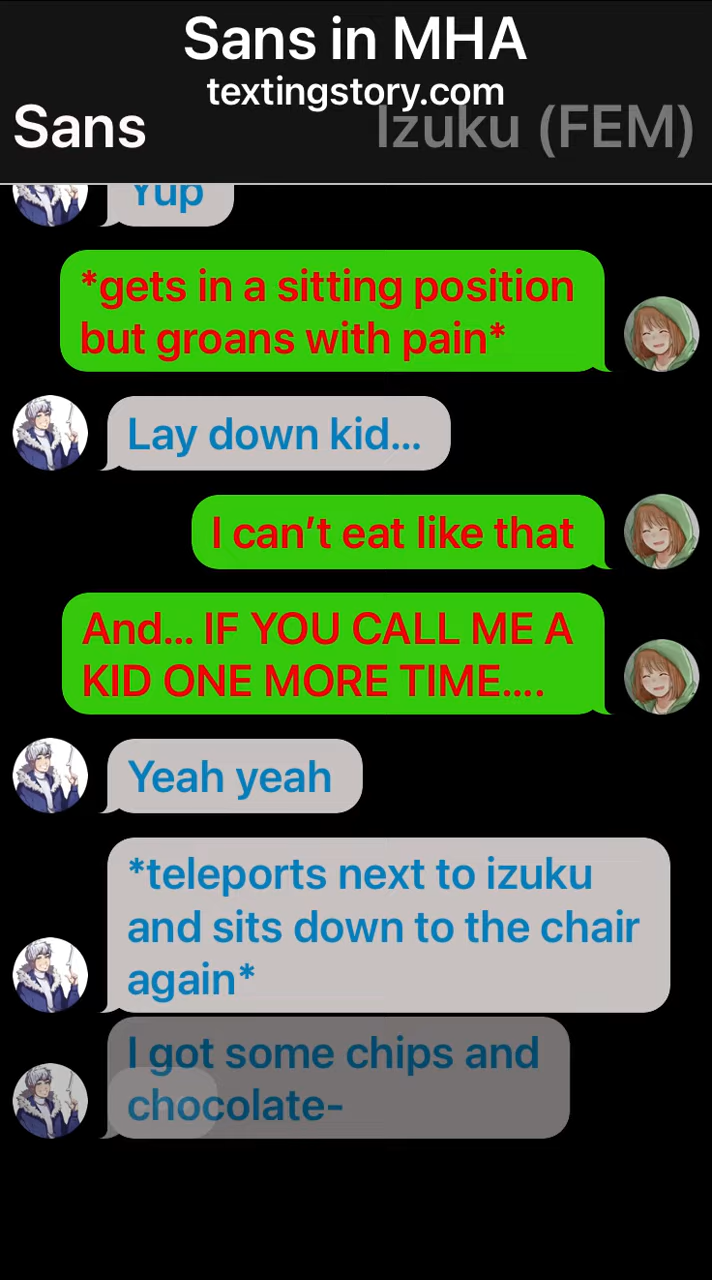 Sans in MHA
textingstory.com
Sans
Izuku (FEM)
Yup
*gets in a sitting position
but groans with pain*
Lay down kid...
I can’t eat like that
And... IF YOU CALL ME A
KID ONE MORE TIME....
Yeah yeah
*teleports next to izuku
and sits down to the chair
again*
I got some chips and
chocolate-